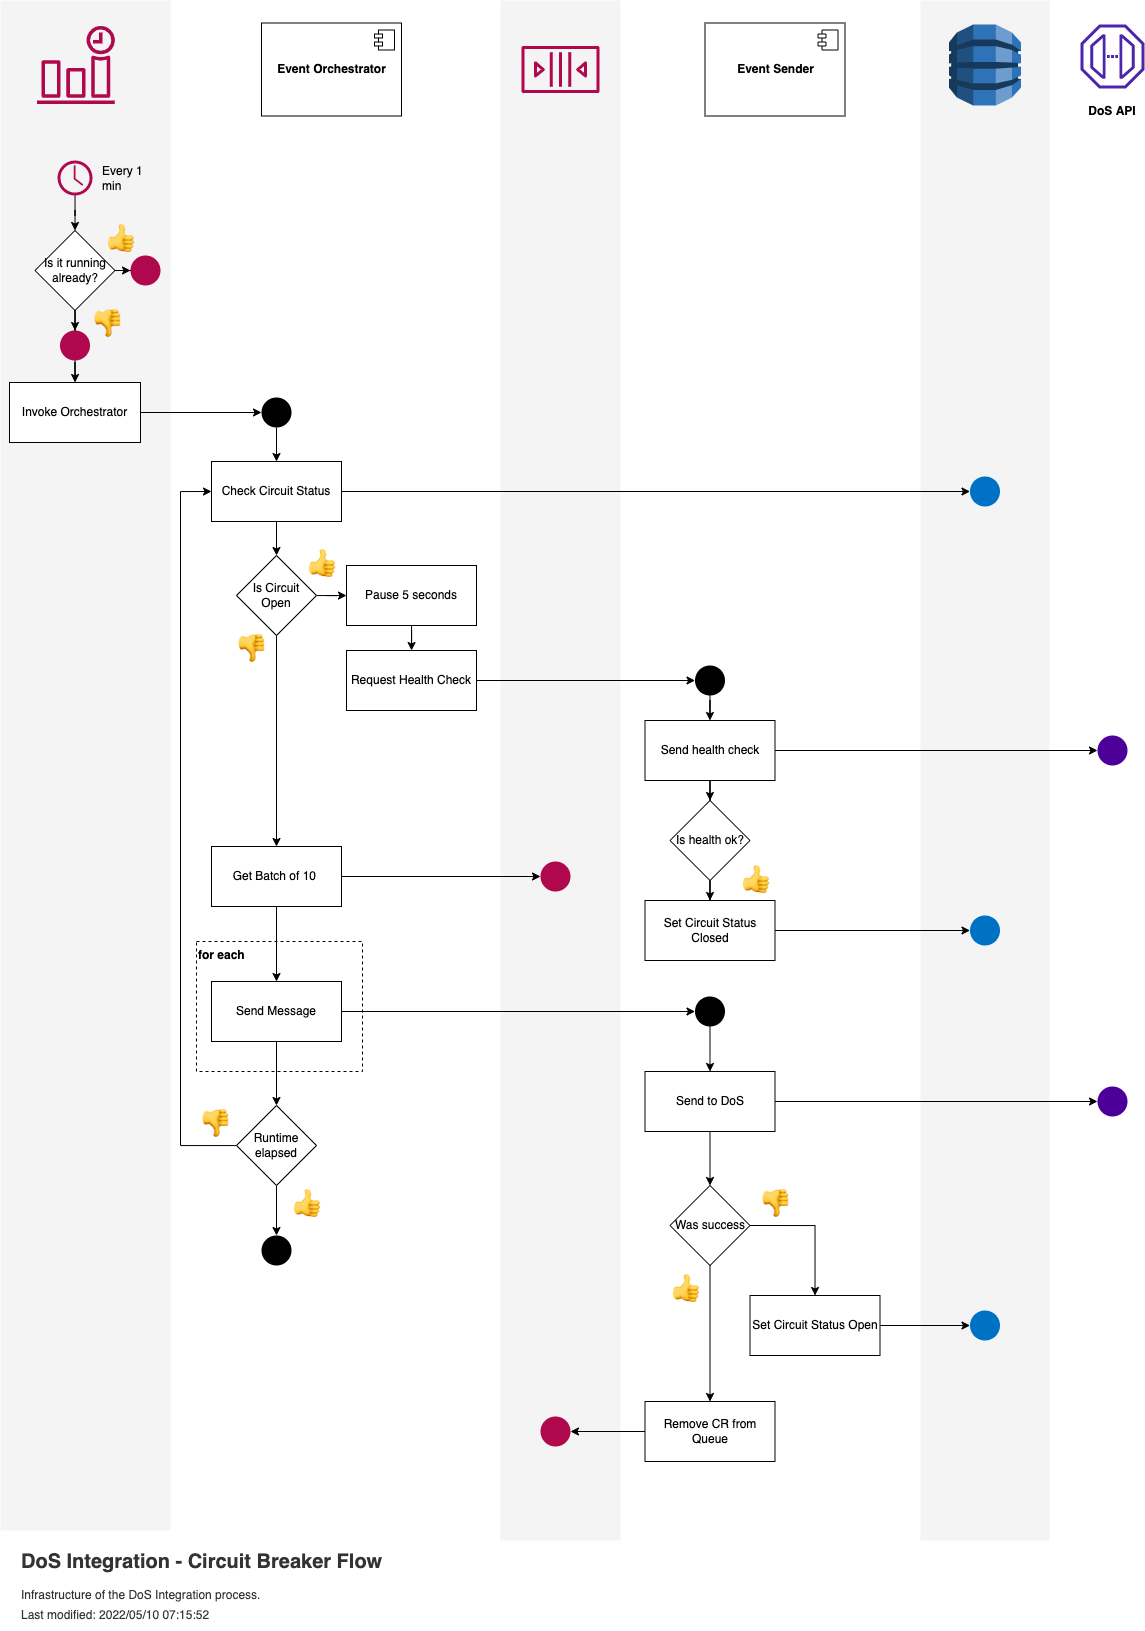 Event Orchestrator
Event Sender
DoS API
Every 1
min
Is it running
already?
Invoke Orchestrator
Check Circuit Status
Is Circuit
Open
Pause 5 seconds
Request Health Check
Send health check
Is health ok?
Get Batch of 10
Set Circuit Status
Closed
for each
Send Message
Send to DoS
Runtime
elapsed
Was success
Set Circuit Status Open
Remove CR from
Queue
DoS Integration - Circuit Breaker Flow
Infrastructure of the DoS Integration process.
Last modified: 2022/05/10 07:15:52